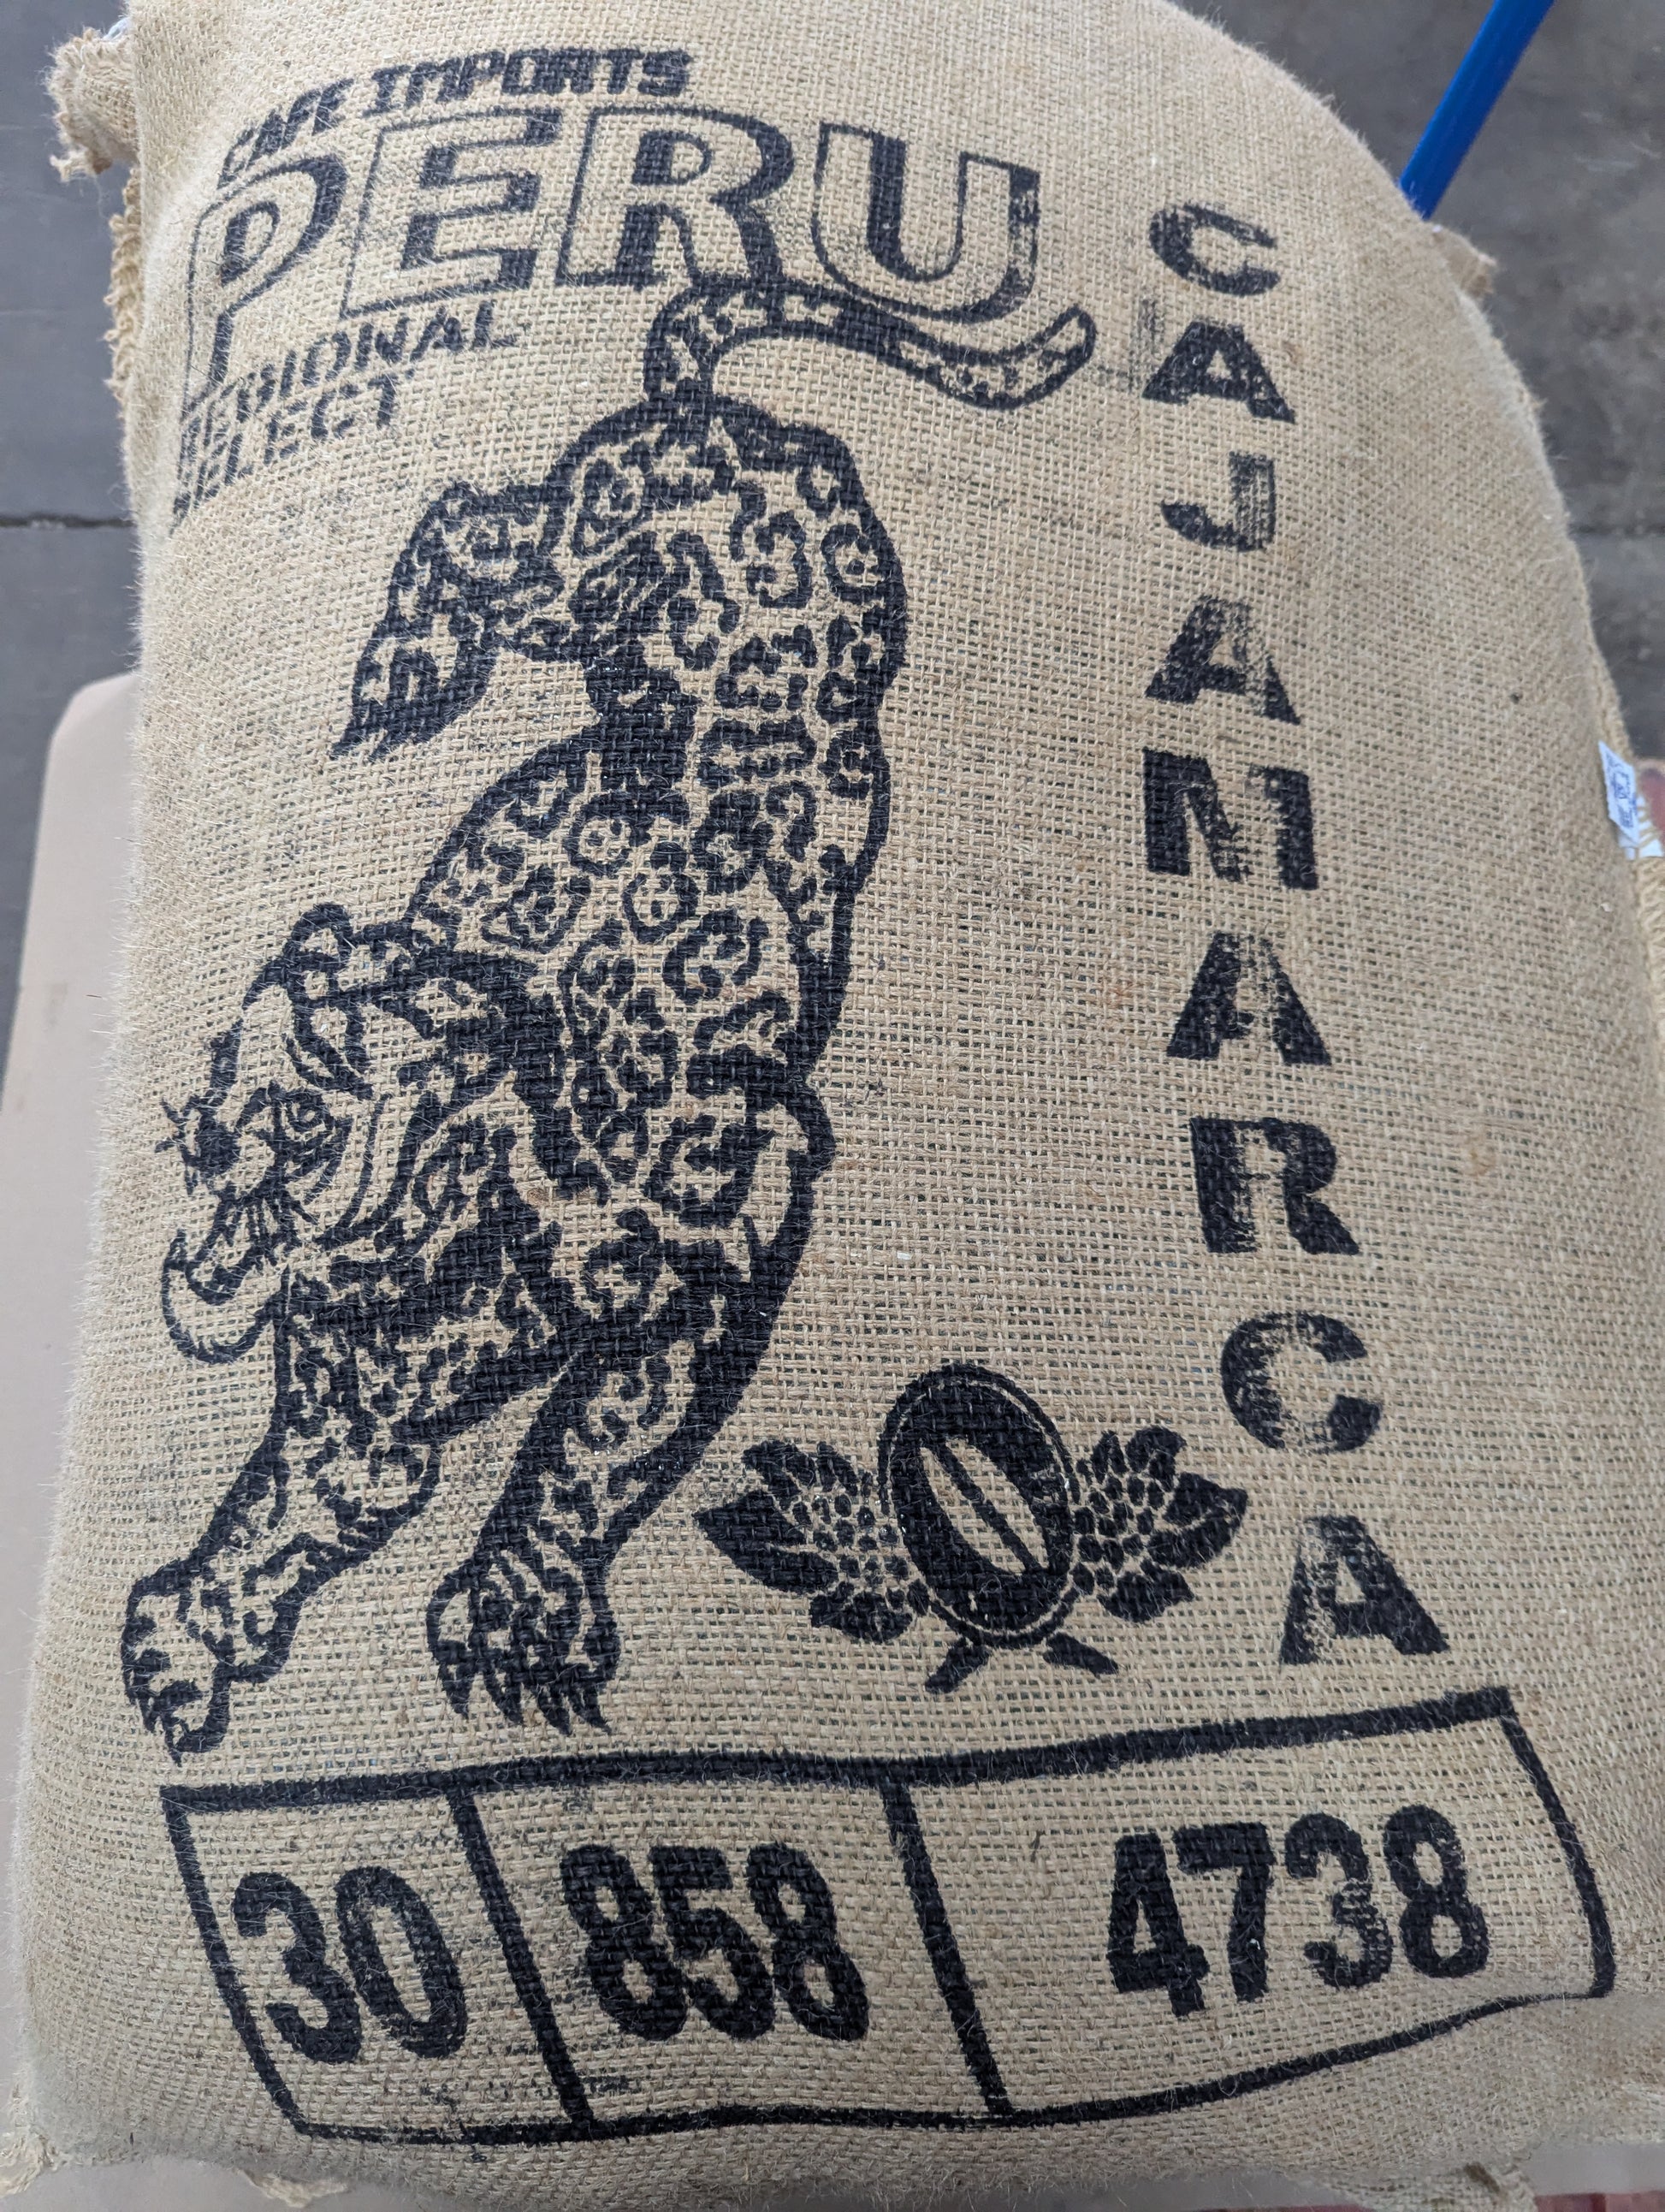 CAFE IMPORTS
PERU
REGIONAL
SELECT
CAJAMARCA
30 858 4738